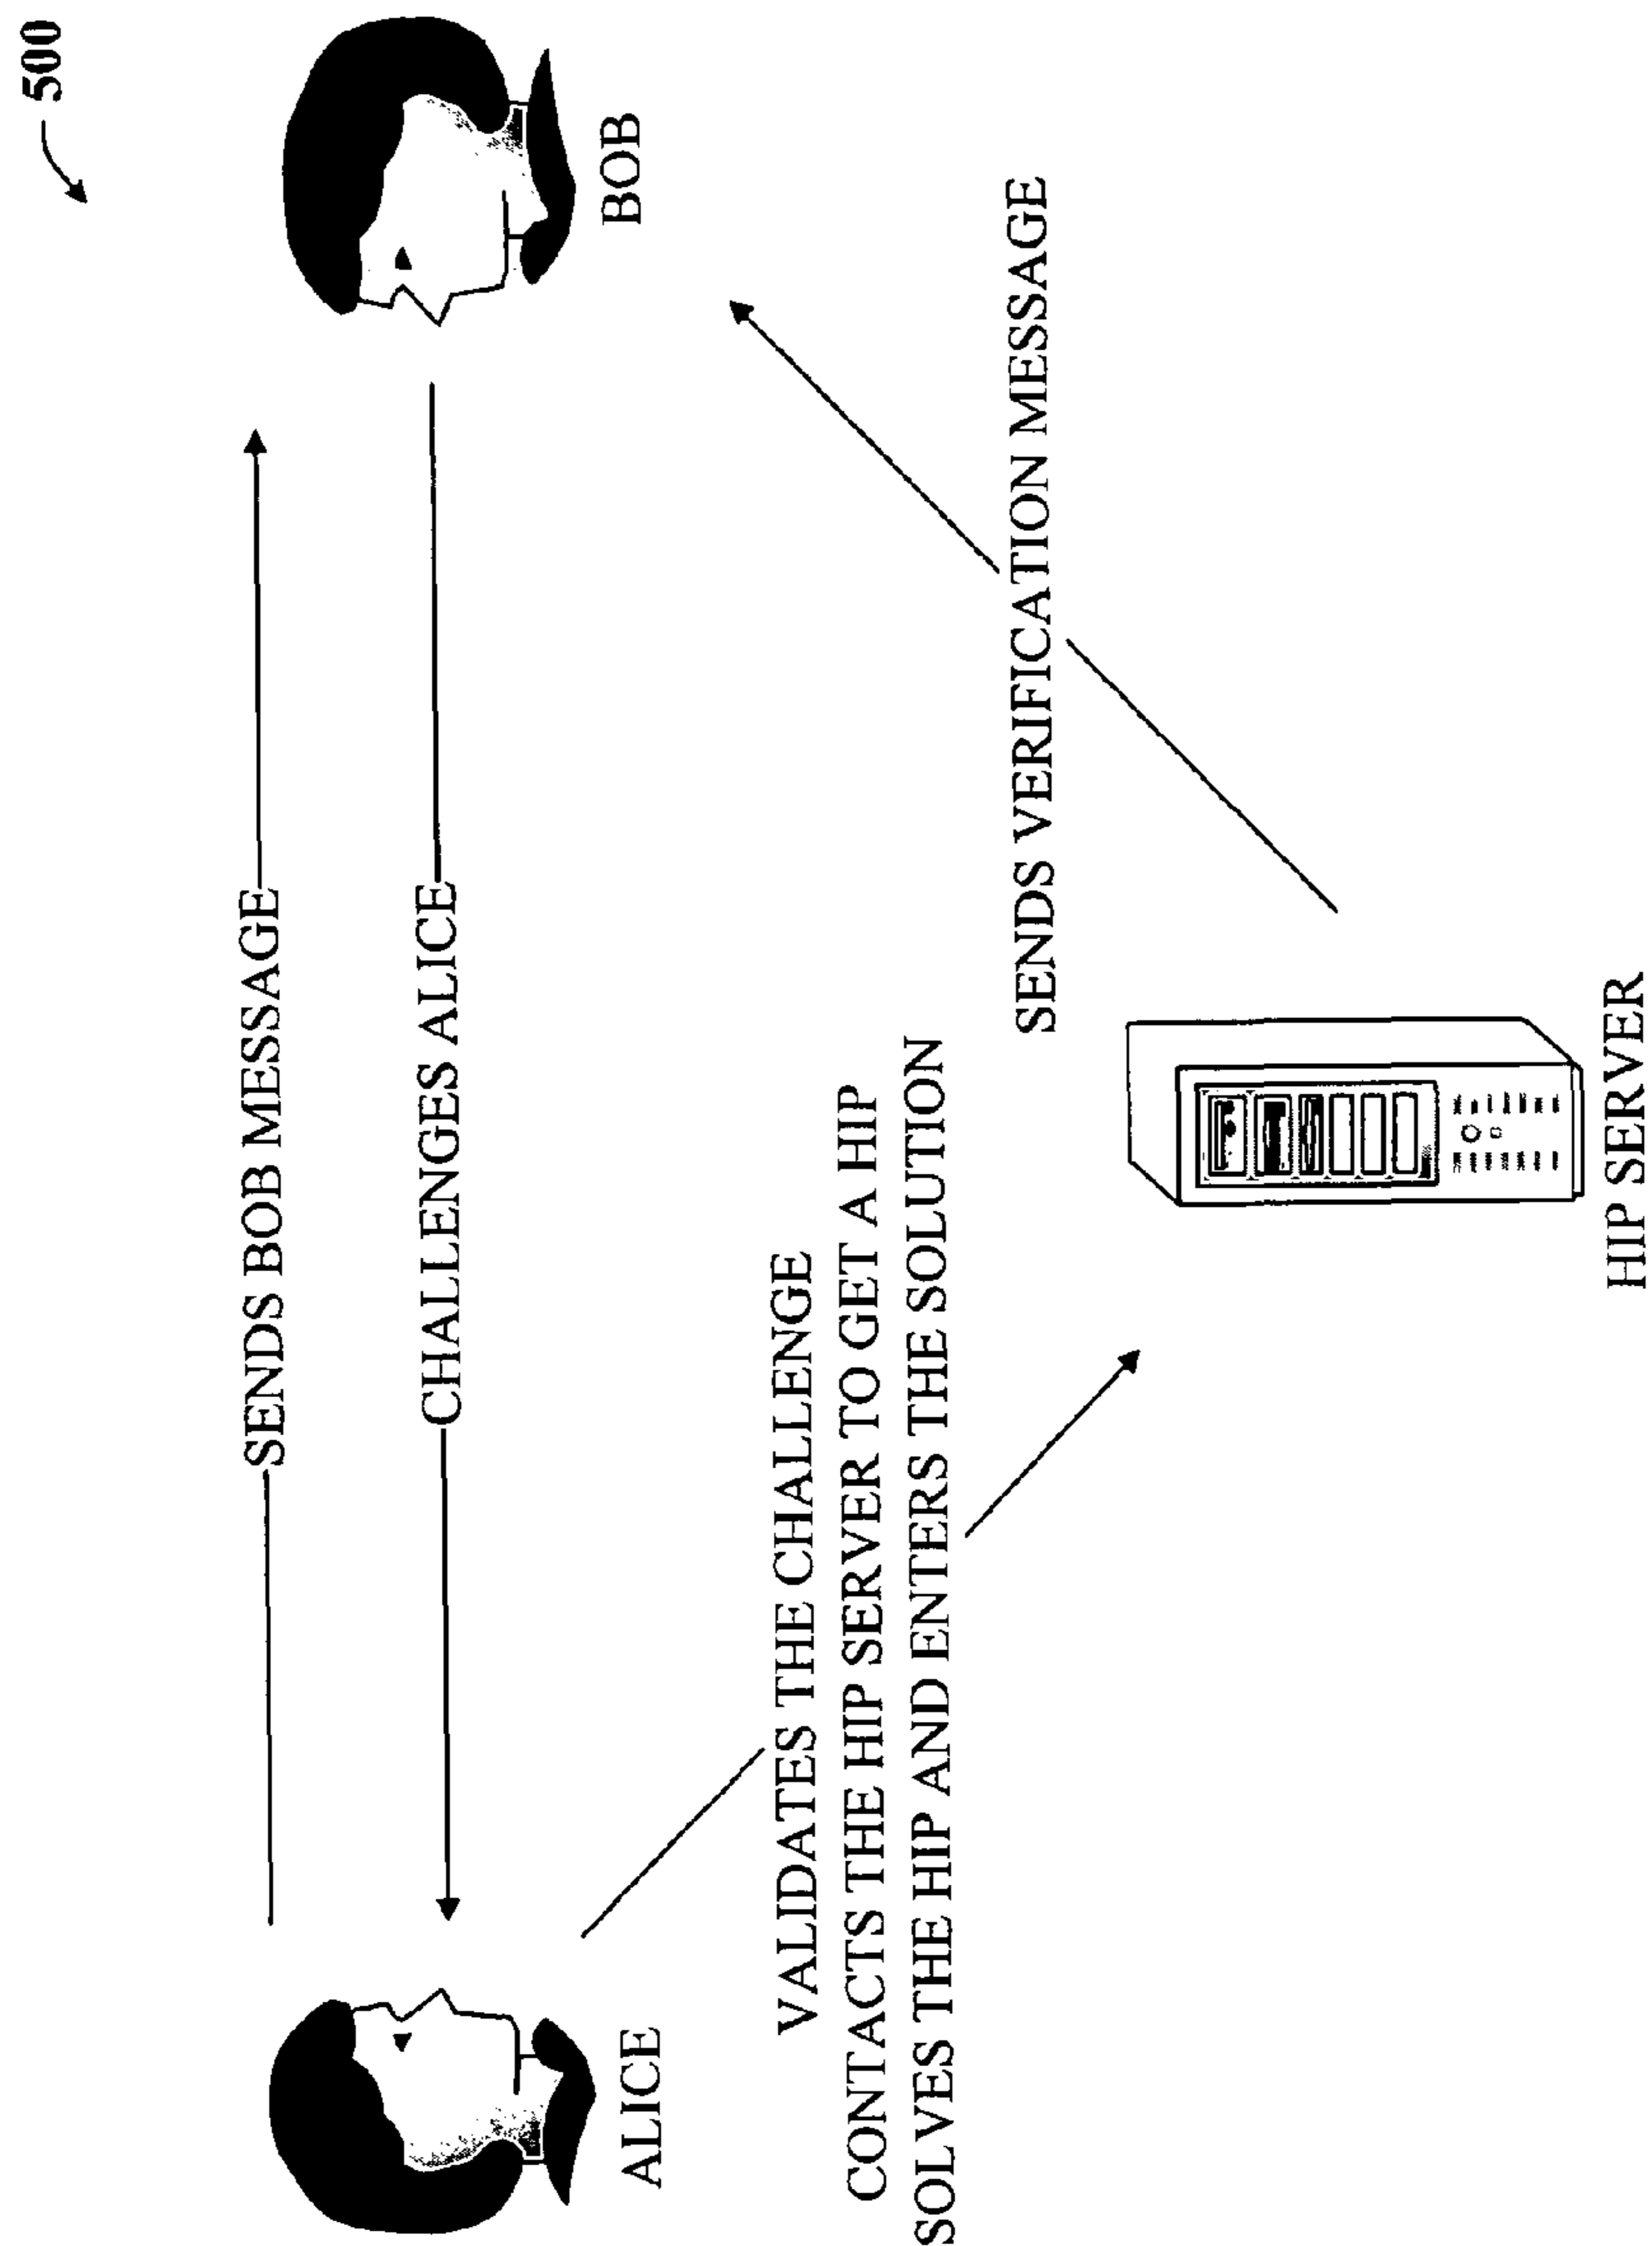 500
SENDS BOB MESSAGE
CHALLENGES ALICE
ALICE
BOB
VALIDATES THE CHALLENGE
CONTACTS THE HIP SERVER TO GET A HIP
SOLVES THE HIP AND ENTERS THE SOLUTION
SENDS VERIFICATION MESSAGE
HIP SERVER